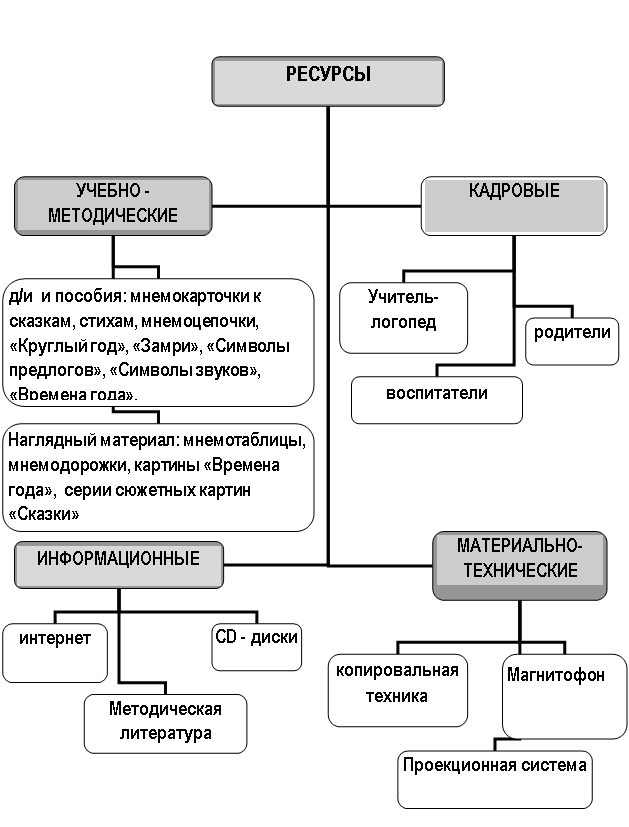 РЕСУРСЫ
УЧЕБНО -
МЕТОДИЧЕСКИЕ
КАДРОВЫЕ
д/и и пособия: мнемокарточки к
сказкам, стихам, мнемоцепочки,
«Круглый год», «Замри», «Символы
предлогов», «Символы звуков»,
«Времена года».
Учитель-
логопед
родители
воспитатели
Наглядный материал: мнемотаблицы,
мнемодорожки, картины «Времена
года», серии сюжетных картин
«Сказки»
ИНФОРМАЦИОННЫЕ
МАТЕРИАЛЬНО-
ТЕХНИЧЕСКИЕ
интернет
CD - диски
Методическая
литература
копировальная
техника
Магнитофон
Проекционная система